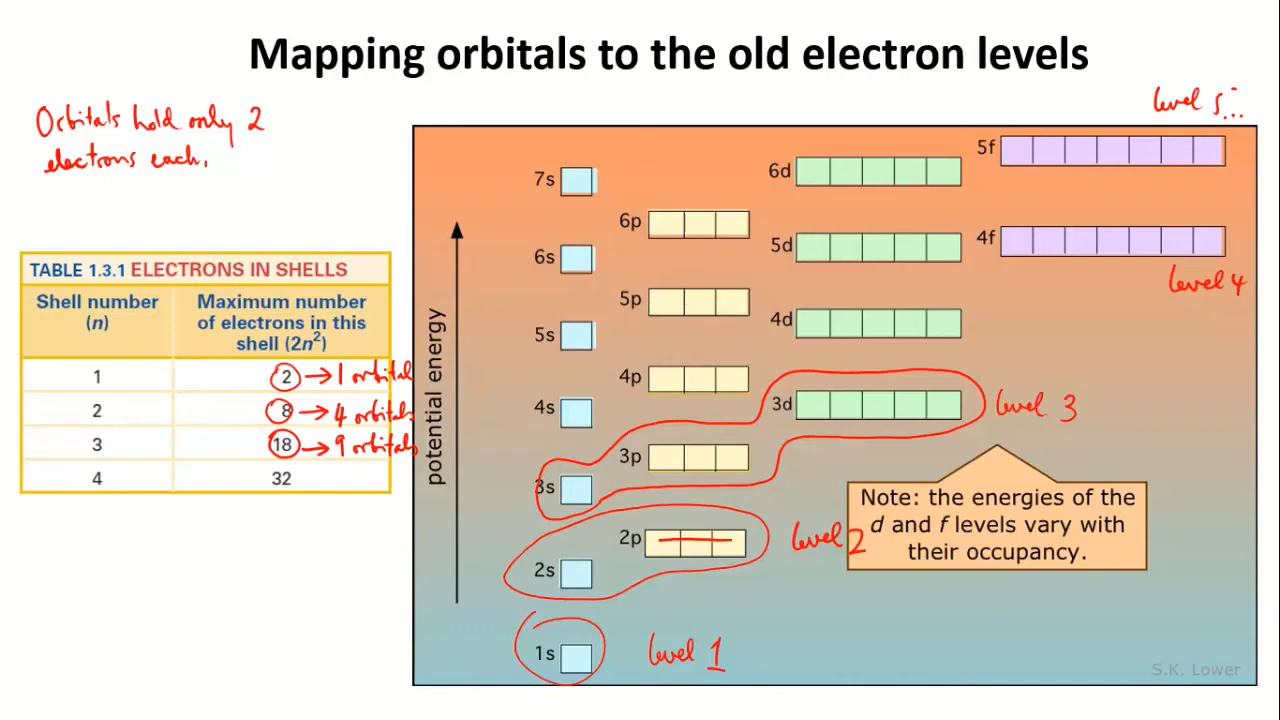 Mapping orbitals to the old electron levels
Orbitals hold only 2
electrons each.
level 5...
TABLE 1.3.1 ELECTRONS IN SHELLS
Shell number
(n)
Maximum number
of electrons in this
shell (2n²)
1 2 → 1 orbital
2 8 → 4 orbitals
3 18 → 9 orbitals
4 32
potential energy
5f
7s
6d
6p
4f
5d
6s
level 4
5p
4d
5s
4p
4s
3d
level 3
3p
3s
Note: the energies of the
d and f levels vary with
their occupancy.
2p
level 2
2s
1s
level 1
S.K. Lower